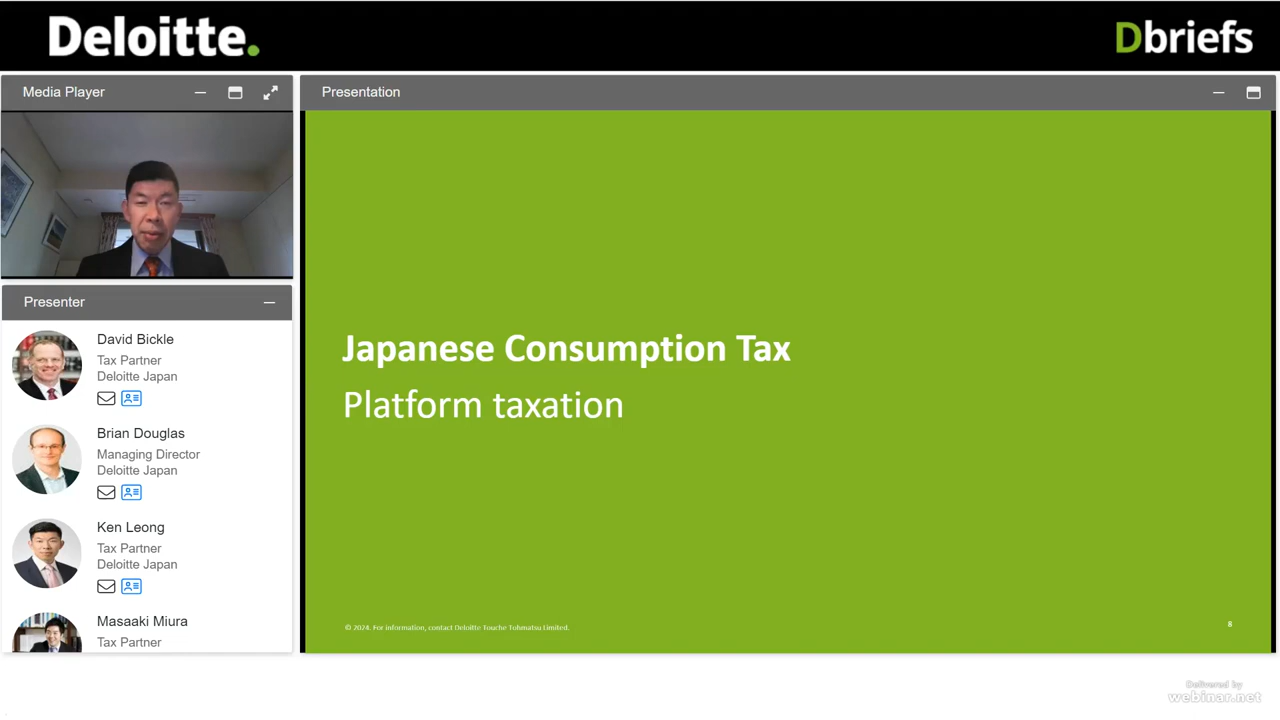 Deloitte.
Dbriefs
Media Player
Presentation
Presenter
David Bickle
Tax Partner
Deloitte Japan
Brian Douglas
Managing Director
Deloitte Japan
Ken Leong
Tax Partner
Deloitte Japan
Masaaki Miura
Tax Partner
Japanese Consumption Tax
Platform taxation
© 2024. For information, contact Deloitte Touche Tohmatsu Limited.
8
Delivered by
webinar.net